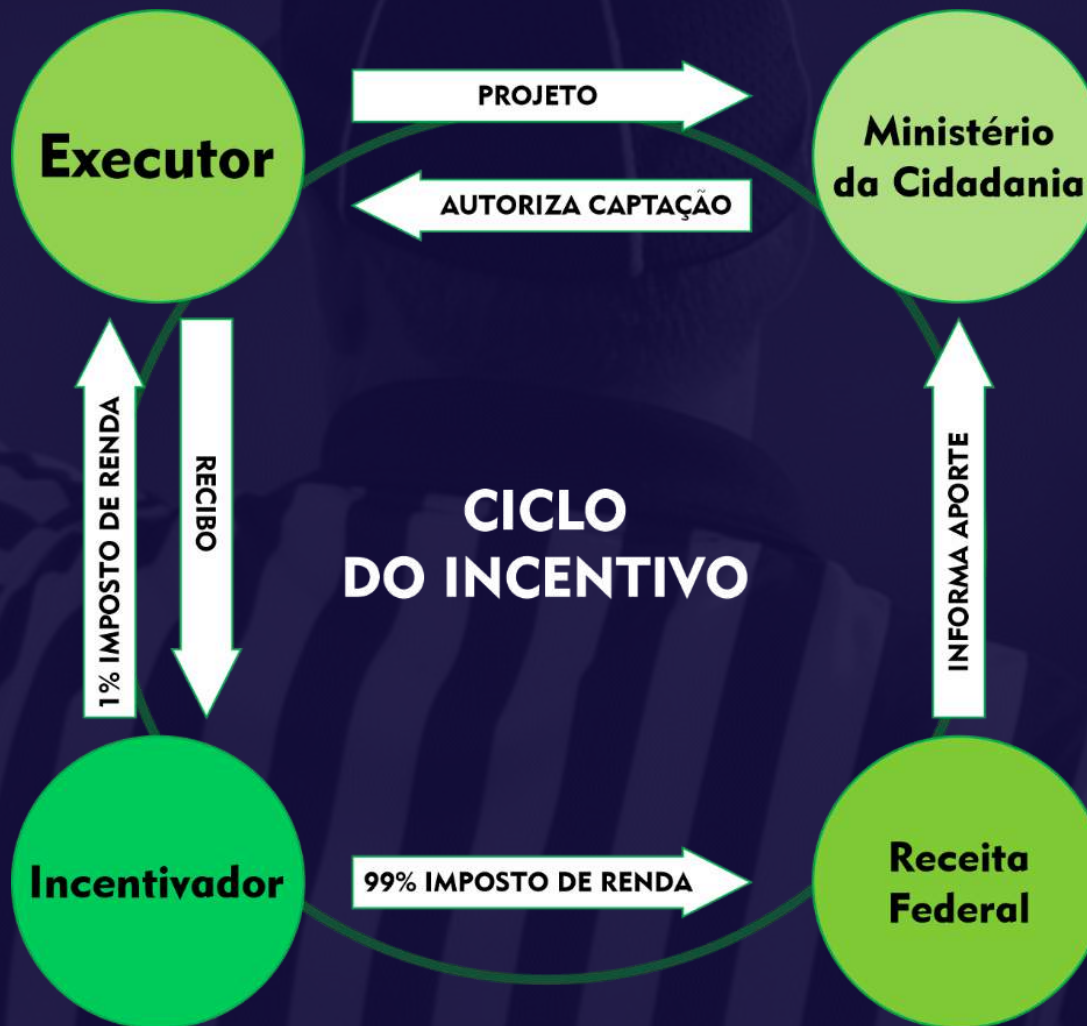 Executor
PROJETO
AUTORIZA CAPTAÇÃO
Ministério
da Cidadania
1% IMPOSTO DE RENDA
RECIBO
CICLO
DO INCENTIVO
INFORMA APORTE
Incentivador
99% IMPOSTO DE RENDA
Receita
Federal